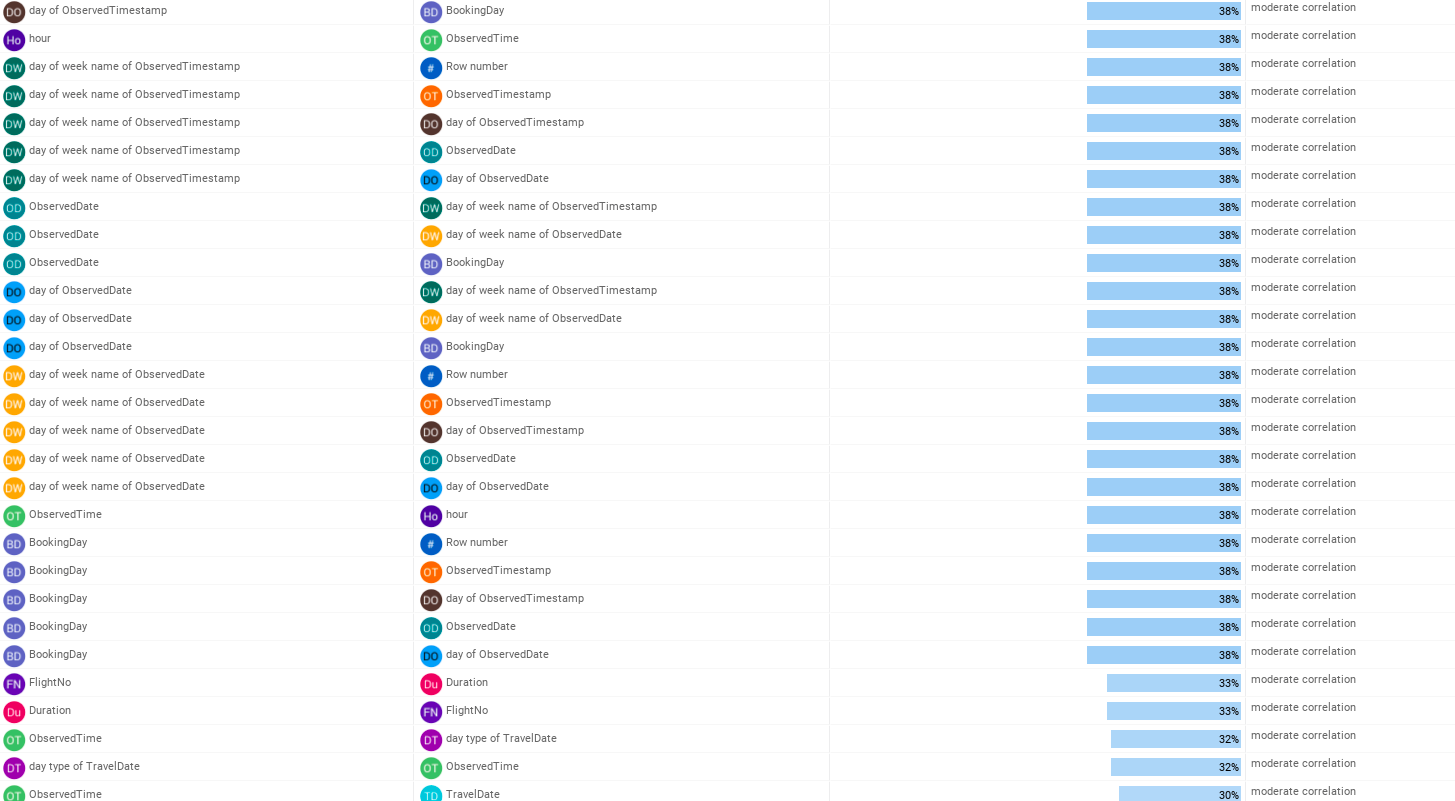 DO day of ObservedTimestamp BD BookingDay 38% moderate correlation
Ho hour OT ObservedTime 38% moderate correlation
DW day of week name of ObservedTimestamp # Row number 38% moderate correlation
DW day of week name of ObservedTimestamp OT ObservedTimestamp 38% moderate correlation
DW day of week name of ObservedTimestamp DO day of ObservedTimestamp 38% moderate correlation
DW day of week name of ObservedTimestamp OD ObservedDate 38% moderate correlation
DW day of week name of ObservedTimestamp DO day of ObservedDate 38% moderate correlation
OD ObservedDate DW day of week name of ObservedTimestamp 38% moderate correlation
OD ObservedDate DW day of week name of ObservedDate 38% moderate correlation
OD ObservedDate BD BookingDay 38% moderate correlation
DO day of ObservedDate DW day of week name of ObservedTimestamp 38% moderate correlation
DO day of ObservedDate DW day of week name of ObservedDate 38% moderate correlation
DO day of ObservedDate BD BookingDay 38% moderate correlation
DW day of week name of ObservedDate # Row number 38% moderate correlation
DW day of week name of ObservedDate OT ObservedTimestamp 38% moderate correlation
DW day of week name of ObservedDate DO day of ObservedTimestamp 38% moderate correlation
DW day of week name of ObservedDate OD ObservedDate 38% moderate correlation
DW day of week name of ObservedDate DO day of ObservedDate 38% moderate correlation
OT ObservedTime Ho hour 38% moderate correlation
BD BookingDay # Row number 38% moderate correlation
BD BookingDay OT ObservedTimestamp 38% moderate correlation
BD BookingDay DO day of ObservedTimestamp 38% moderate correlation
BD BookingDay OD ObservedDate 38% moderate correlation
BD BookingDay DO day of ObservedDate 38% moderate correlation
FN FlightNo Du Duration 33% moderate correlation
Du Duration FN FlightNo 33% moderate correlation
OT ObservedTime DT day type of TravelDate 32% moderate correlation
DT day type of TravelDate OT ObservedTime 32% moderate correlation
OT ObservedTime TD TravelDate 30% moderate correlation